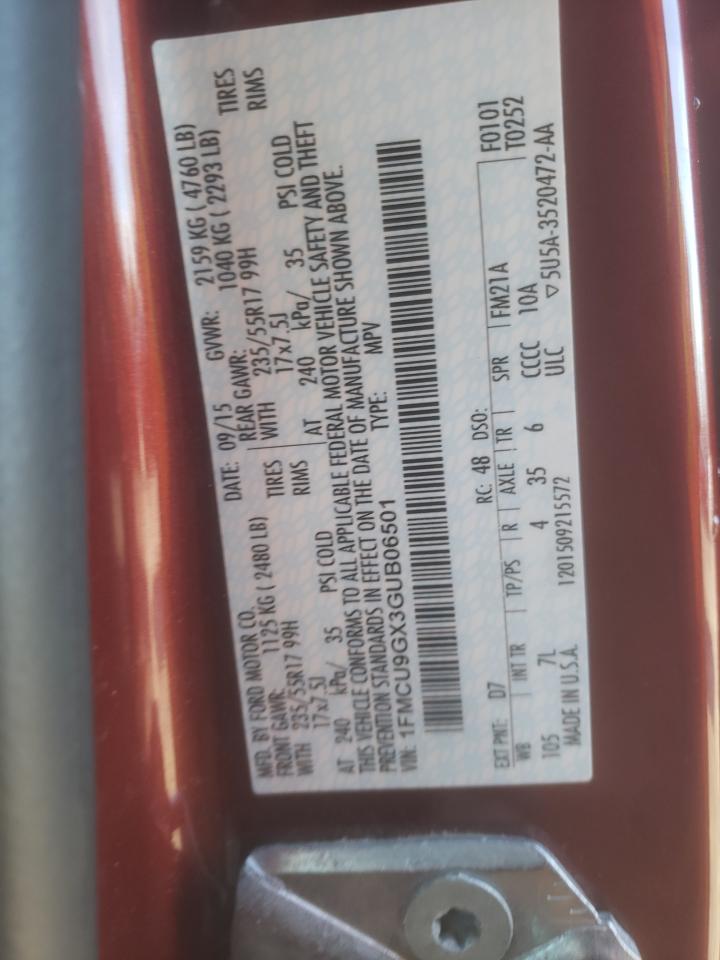 MFD. BY FORD MOTOR CO.
DATE: 09/15 GVWR: 2159 KG ( 4760 LB)
FRONT GAWR: 1125 KG ( 2480 LB) REAR GAWR: 1040 KG ( 2293 LB)
WITH 235/55R17 99H TIRES WITH 235/55R17 99H TIRES
17x7.5J RIMS 17x7.5J RIMS
AT 240 kPa/ 35 PSI COLD AT 240 kPa/ 35 PSI COLD
THIS VEHICLE CONFORMS TO ALL APPLICABLE FEDERAL MOTOR VEHICLE SAFETY AND THEFT
PREVENTION STANDARDS IN EFFECT ON THE DATE OF MANUFACTURE SHOWN ABOVE.
VIN: 1FMCU9GX3GUB06501 TYPE: MPV
F0101
T0252
EXT PNT: D7 RC: 48 DSO:
WB INT TR TP/PS R AXLE TR SPR FM21A
105 7L 4 35 6 CCCC 10A
MADE IN U.S.A. 1201509215572 ULC ▽5U5A-3520472-AA